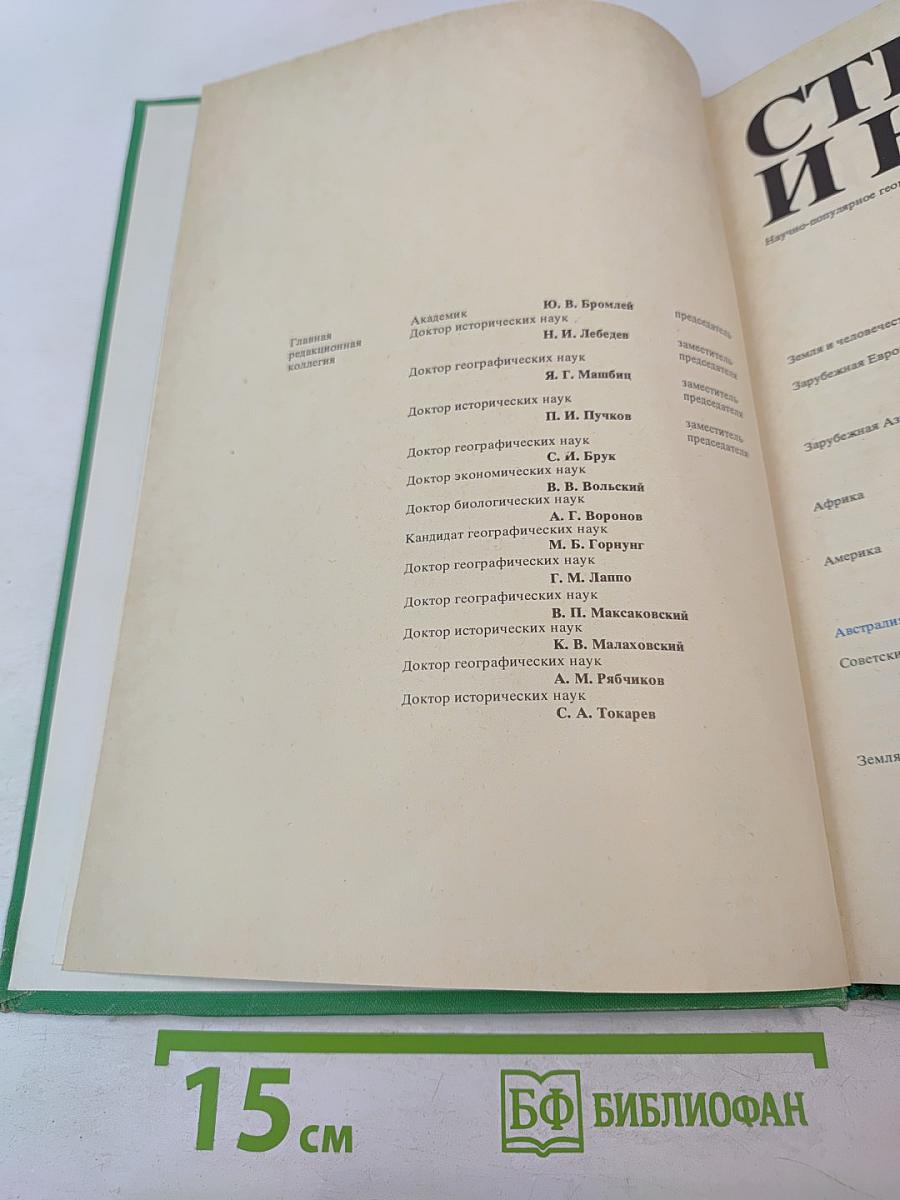 Главная
редакционная
коллегия
Академик
Ю. В. Бромлей
председатель
Доктор исторических наук
Н. И. Лебедев
заместитель
председателя
Доктор географических наук
Я. Г. Машбиц
заместитель
председателя
Доктор исторических наук
П. И. Пучков
заместитель
председателя
Доктор географических наук
С. И. Брук
Доктор экономических наук
В. В. Вольский
Доктор биологических наук
А. Г. Воронов
Кандидат географических наук
М. Б. Горнунг
Доктор географических наук
Г. М. Лаппо
Доктор географических наук
В. П. Максаковский
Доктор исторических наук
К. В. Малаховский
Доктор географических наук
А. М. Рябчиков
Доктор исторических наук
С. А. Токарев
СТ
И
Научно-популярное гео
Земля и человечест
Зарубежная Евро
Зарубежная Аз
Африка
Америка
Австрали
Советски
Земля
15 см
БФ БИБЛИОФАН